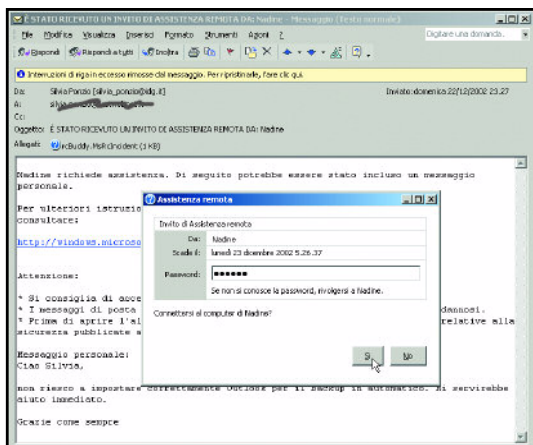 È STATO RICEVUTO UN INVITO DI ASSISTENZA REMOTA DA: Nadine - Messaggio (Testo normale)
File Modifica Visualizza Inserisci Formato Strumenti Azioni ?
Digitare una domanda.
Rispondi Rispondi a tutti Inoltra
Interruzioni di riga in eccesso rimosse dal messaggio. Per ripristinarle, fare clic qui.
Da: Silvia Ponzio [silvia_ponzio@idg.it] Inviato: domenica 22/12/2002 23.27
A:
Cc:
Oggetto: È STATO RICEVUTO UN INVITO DI ASSISTENZA REMOTA DA: Nadine
Allegati: rcBuddy.MsRcIncident (1 KB)
Nadine richiede assistenza. Di seguito potrebbe essere stato incluso un messaggio
personale.
Per ulteriori istruzio
consultare:
http://windows.microso
Attenzione:
* Si consiglia di acce
* I messaggi di posta dannosi.
* Prima di aprire l'al relative alla
sicurezza pubblicate a
Messaggio personale:
Ciao Silvia,
non riesco a impostare correttamente Outlook per il backup in automatico. Mi servirebbe
aiuto immediato.
Grazie come sempre
Assistenza remota
Invito di Assistenza remota
Da: Nadine
Scade il: lunedì 23 dicembre 2002 5.26.37
Password: ●●●●●●
Se non si conosce la password, rivolgersi a Nadine.
Connettersi al computer di Nadine?
Sì No